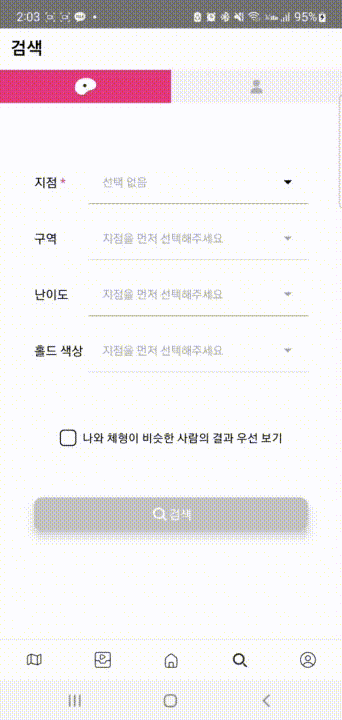 2:03
95%
검색
지점 *
선택 없음
구역
지점을 먼저 선택해주세요
난이도
지점을 먼저 선택해주세요
홀드 색상
지점을 먼저 선택해주세요
나와 체형이 비슷한 사람의 결과 우선 보기
검색